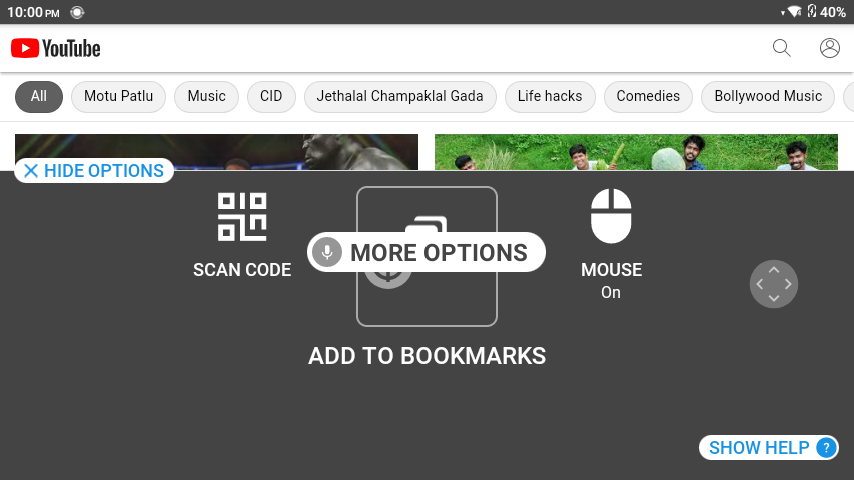 10:00 PM
40%
YouTube
All
Motu Patlu
Music
CID
Jethalal Champaklal Gada
Life hacks
Comedies
Bollywood Music
HIDE OPTIONS
MORE OPTIONS
SCAN CODE
MOUSE
On
ADD TO BOOKMARKS
SHOW HELP ?